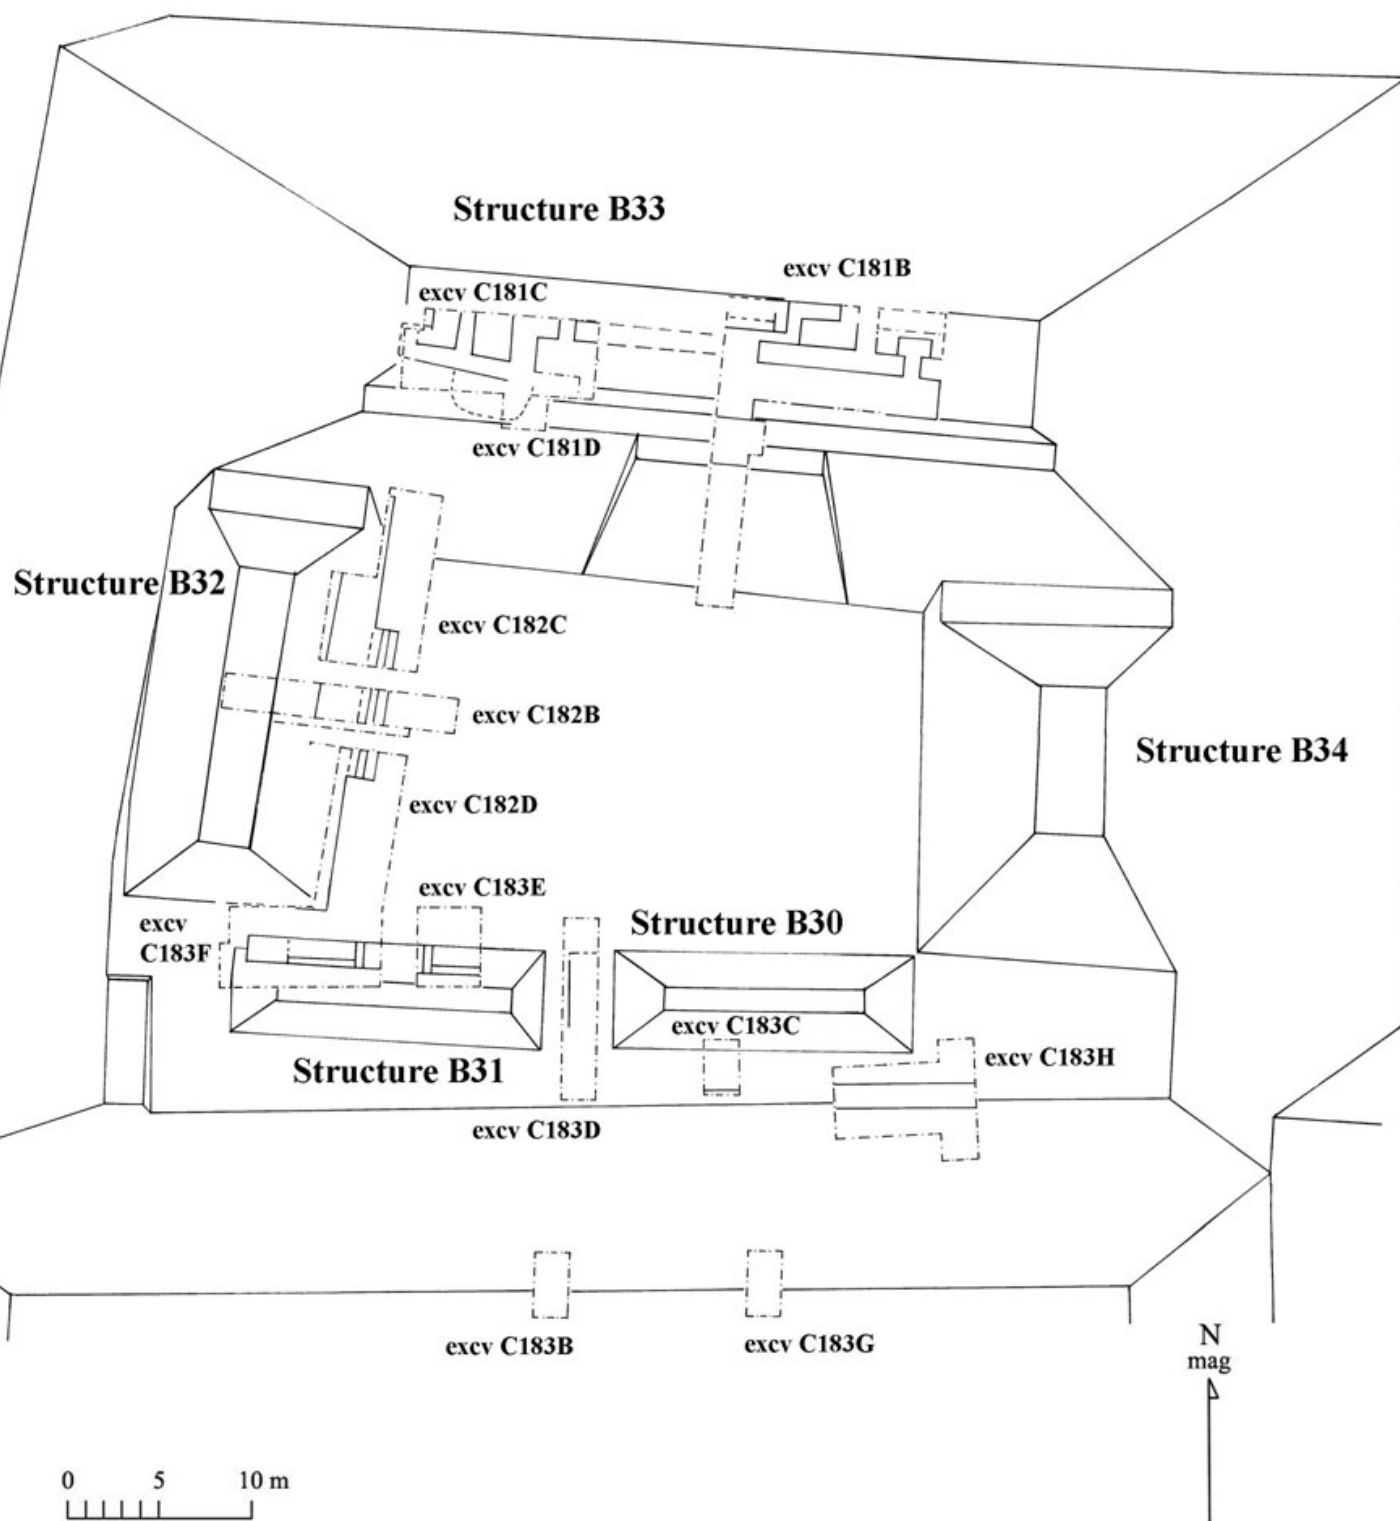 Structure B33
excv C181B
excv C181C
excv C181D
Structure B32
excv C182C
excv C182B
Structure B34
excv C182D
excv C183E
excv
C183F
Structure B30
excv C183C
excv C183H
Structure B31
excv C183D
excv C183B
excv C183G
N
mag
0 5 10 m